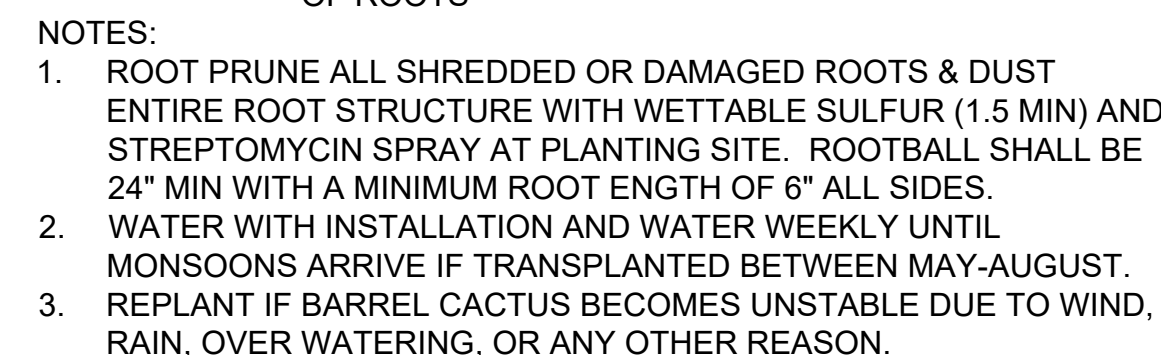 OF ROOTS
NOTES:
1. ROOT PRUNE ALL SHREDDED OR DAMAGED ROOTS & DUST
ENTIRE ROOT STRUCTURE WITH WETTABLE SULFUR (1.5 MIN) AND
STREPTOMYCIN SPRAY AT PLANTING SITE. ROOTBALL SHALL BE
24" MIN WITH A MINIMUM ROOT ENGTH OF 6" ALL SIDES.
2. WATER WITH INSTALLATION AND WATER WEEKLY UNTIL
MONSOONS ARRIVE IF TRANSPLANTED BETWEEN MAY-AUGUST.
3. REPLANT IF BARREL CACTUS BECOMES UNSTABLE DUE TO WIND,
RAIN, OVER WATERING, OR ANY OTHER REASON.